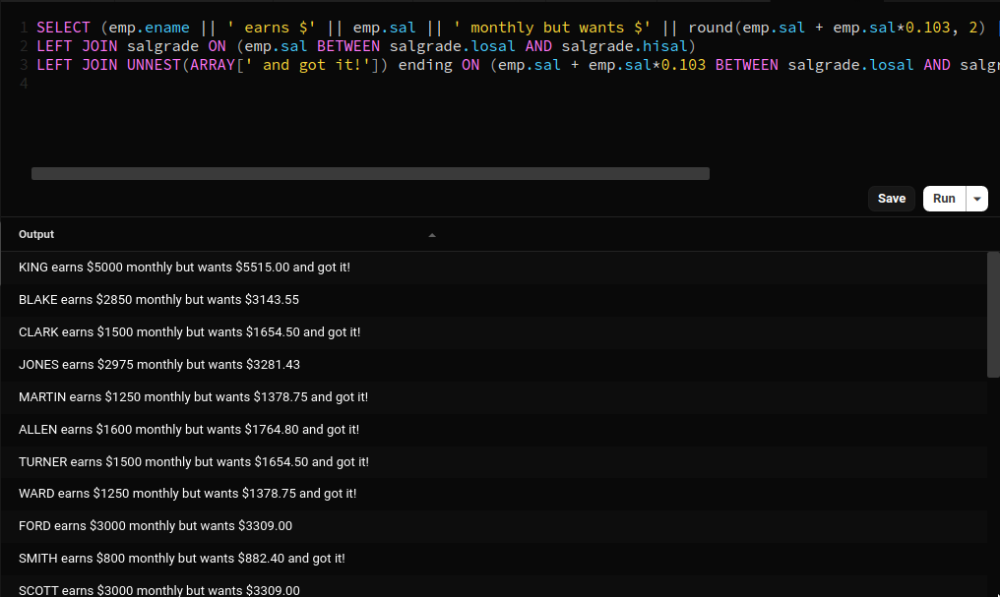 1 SELECT (emp.ename || ' earns $' || emp.sal || ' monthly but wants $' || round(emp.sal + emp.sal*0.103, 2)
2 LEFT JOIN salgrade ON (emp.sal BETWEEN salgrade.losal AND salgrade.hisal)
3 LEFT JOIN UNNEST(ARRAY[' and got it!']) ending ON (emp.sal + emp.sal*0.103 BETWEEN salgrade.losal AND salgr
4
Save Run
Output
KING earns $5000 monthly but wants $5515.00 and got it!
BLAKE earns $2850 monthly but wants $3143.55
CLARK earns $1500 monthly but wants $1654.50 and got it!
JONES earns $2975 monthly but wants $3281.43
MARTIN earns $1250 monthly but wants $1378.75 and got it!
ALLEN earns $1600 monthly but wants $1764.80 and got it!
TURNER earns $1500 monthly but wants $1654.50 and got it!
WARD earns $1250 monthly but wants $1378.75 and got it!
FORD earns $3000 monthly but wants $3309.00
SMITH earns $800 monthly but wants $882.40 and got it!
SCOTT earns $3000 monthly but wants $3309.00